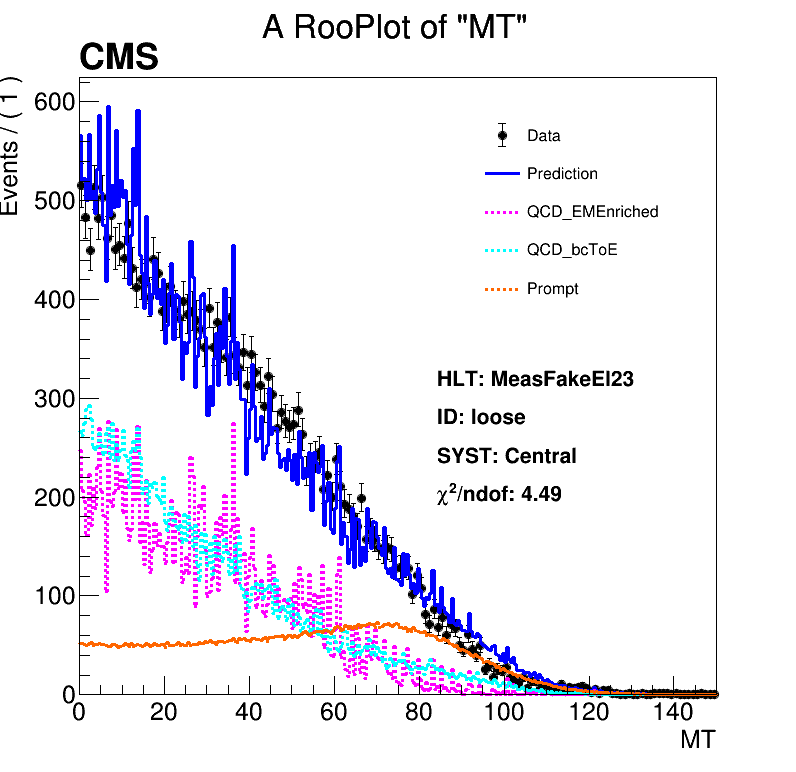 A RooPlot of "MT"
CMS
Events / ( 1 )
600
500
400
300
200
100
0
Data
Prediction
QCD_EMEnriched
QCD_bcToE
Prompt
HLT: MeasFakeEl23
ID: loose
SYST: Central
χ²/ndof: 4.49
0 20 40 60 80 100 120 140
MT